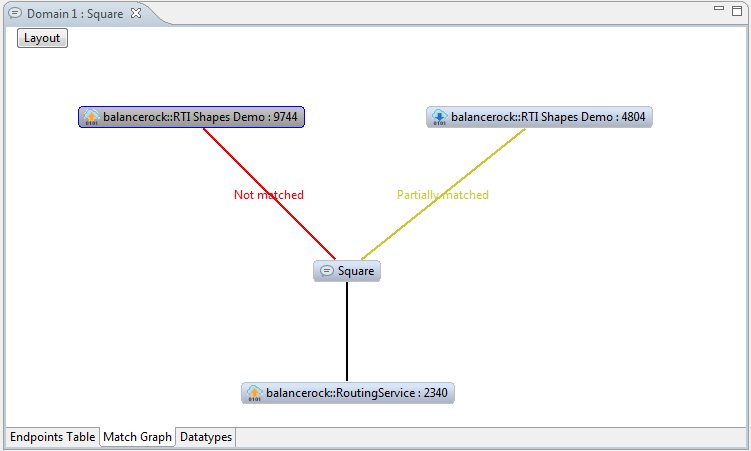 Domain 1 : Square
Layout
balancerock::RTI Shapes Demo : 9744
balancerock::RTI Shapes Demo : 4804
Not matched
Partially matched
Square
balancerock::RoutingService : 2340
Endpoints Table
Match Graph
Datatypes